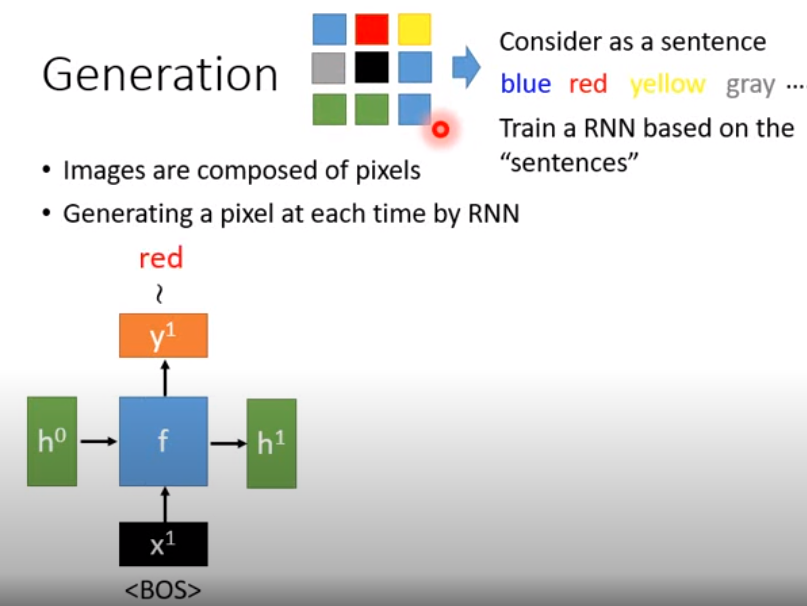 Generation
Consider as a sentence
blue red yellow gray ....
Train a RNN based on the
“sentences”
• Images are composed of pixels
• Generating a pixel at each time by RNN
red
~
y¹
h⁰ f h¹
x¹
<BOS>